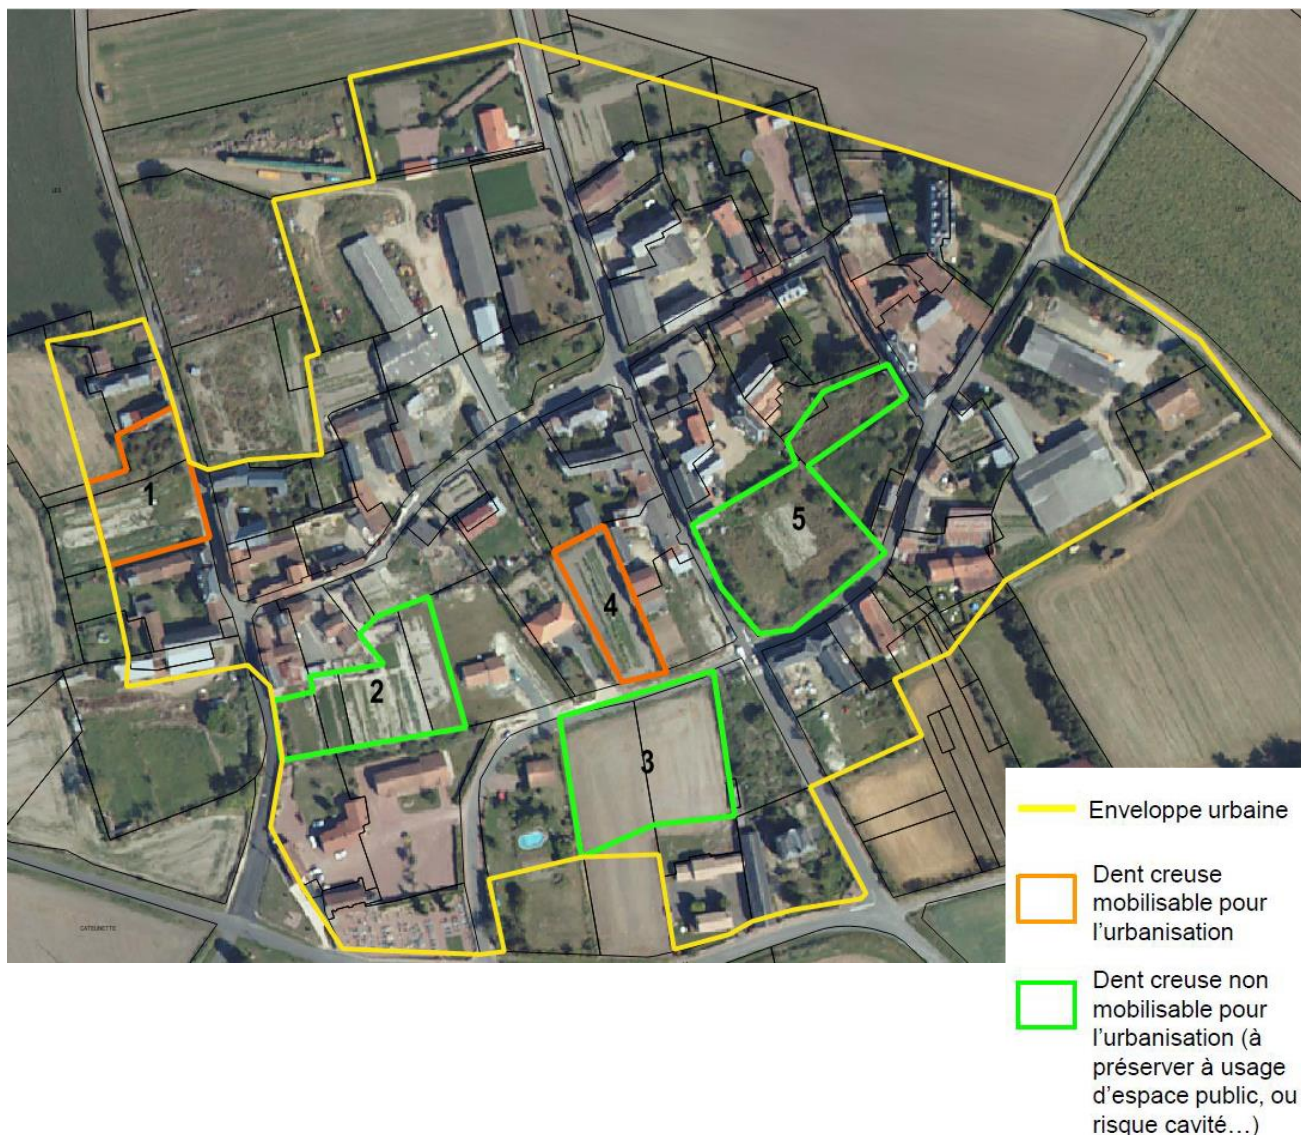 1
2
3
4
5
CATEUNETTE
Enveloppe urbaine
Dent creuse
mobilisable pour
l'urbanisation
Dent creuse non
mobilisable pour
l'urbanisation (à
préserver à usage
d'espace public, ou
risque cavité…)